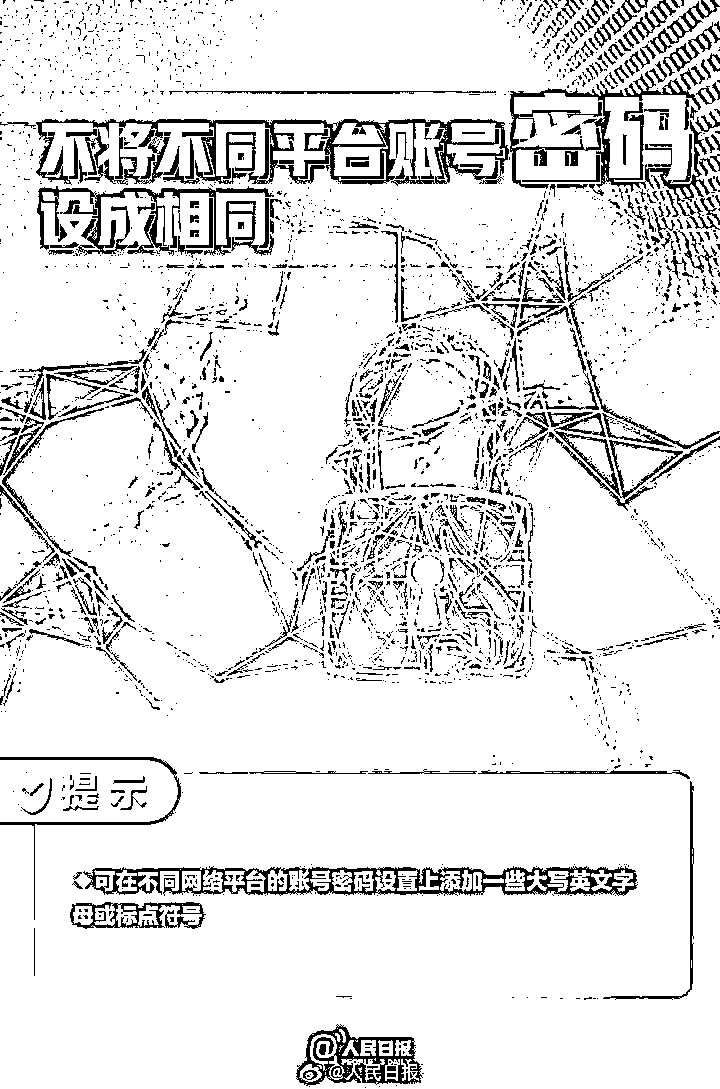 不将不同平台账号密码
设成相同
提示
可在不同网络平台的账号密码设置上添加一些大写英文字
母或标点符号
@人民日报
PEOPLE'S DAILY
@人民日报